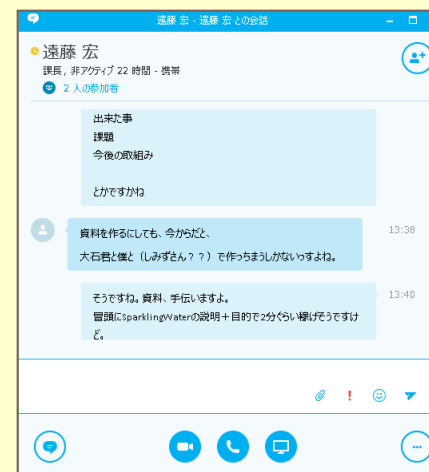 遠藤 宏 - 遠藤 宏 との会話
遠藤 宏
課長, 非アクティブ 22 時間 - 携帯
2 人の参加者
出来た事
課題
今後の取組み
とかですかね
資料を作るにしても、今からだと、
13:38
大石君と僕と（しみずさん？？）で作っちまうしかないっすよね。
そうですね。資料、手伝いますよ。
13:40
冒頭にSparklingWaterの説明＋目的で2分ぐらい稼げそうですけ
ど。